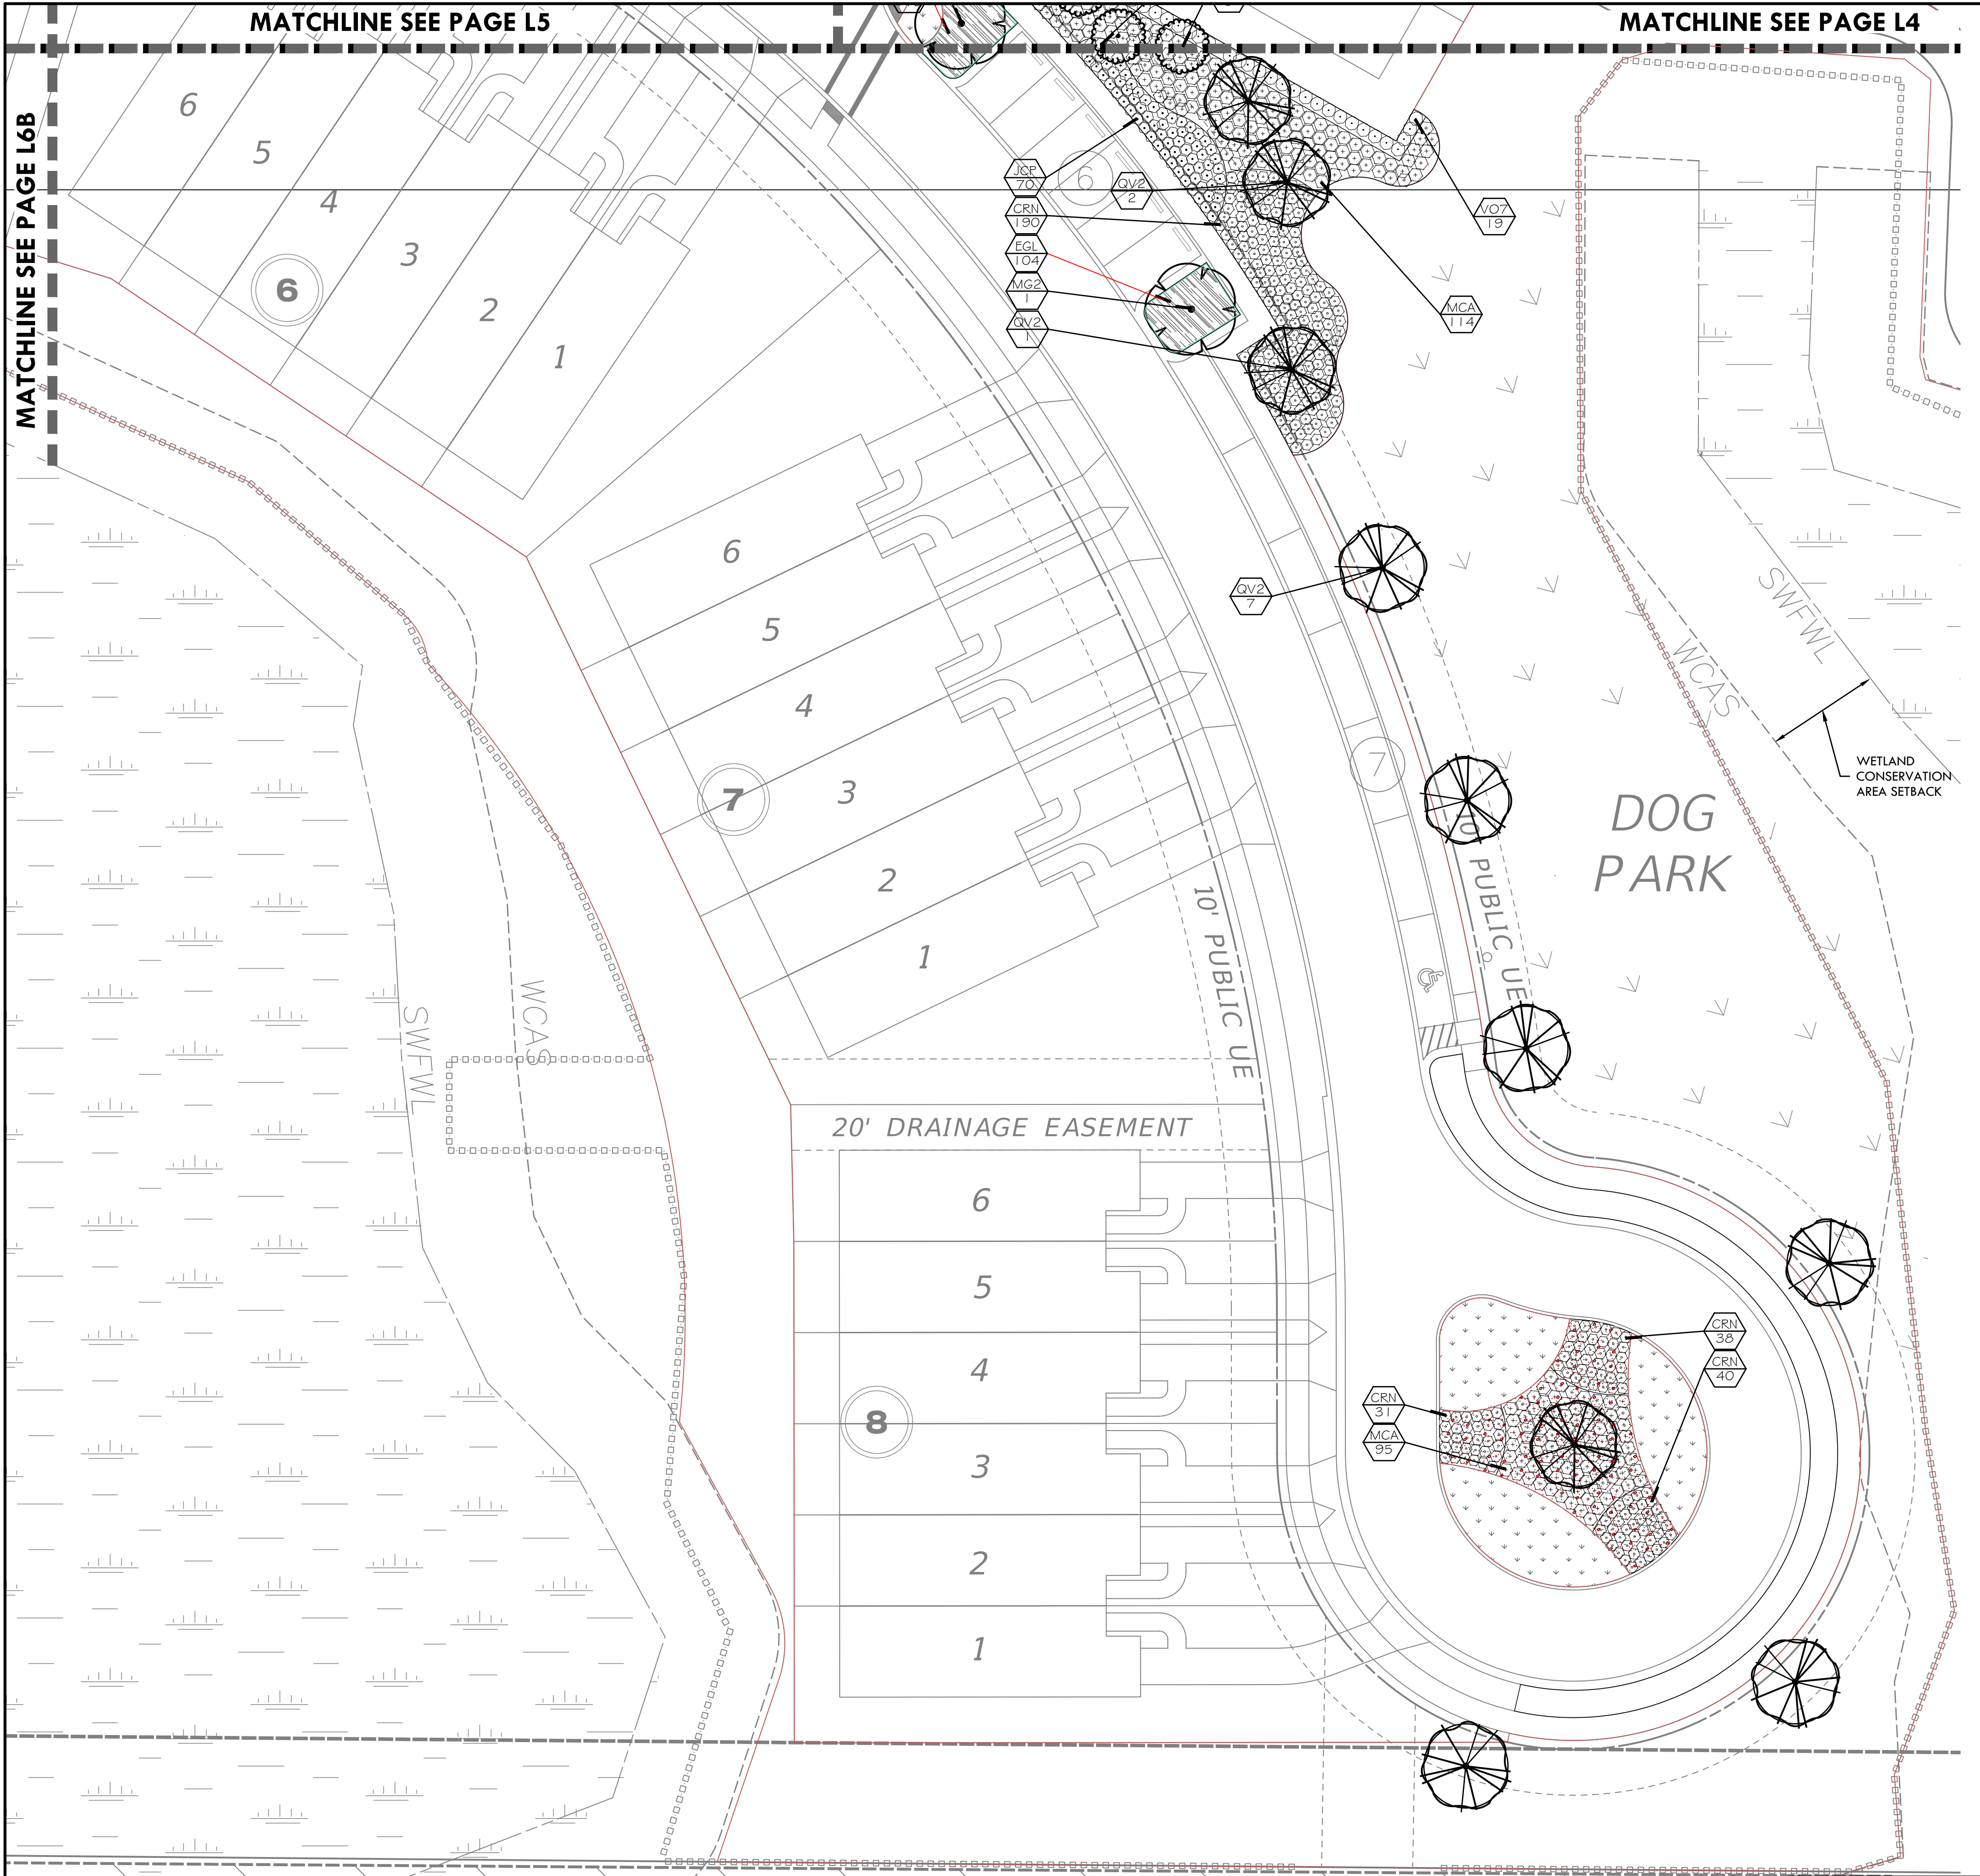 MATCHLINE SEE PAGE L5
MATCHLINE SEE PAGE L4
MATCHLINE SEE PAGE L6B
6
5
4
3
2
1
6
JCP
70
6
QV2
2
CRN
190
EGL
104
MG2
1
QV2
1
VO7
19
MCA
114
QV2
7
SWFWL
WCAS
WETLAND
CONSERVATION
AREA SETBACK
6
5
4
3
2
1
7
7
DOG
PARK
10' PUBLIC UE
10' PUBLIC UE
WCAS
SWFWL
20' DRAINAGE EASEMENT
6
5
4
3
2
1
8
CRN
38
CRN
40
CRN
31
MCA
95